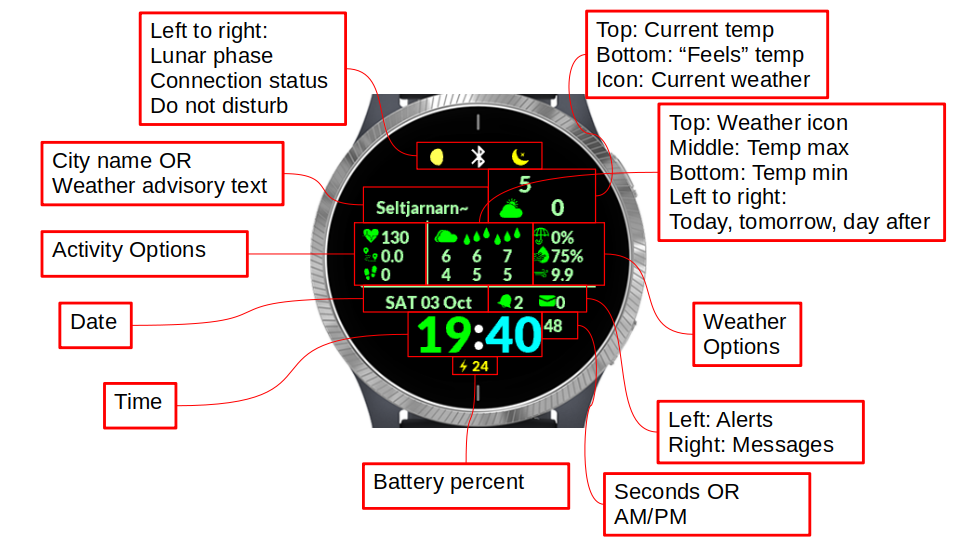 Left to right:
Lunar phase
Connection status
Do not disturb
Top: Current temp
Bottom: “Feels” temp
Icon: Current weather
Top: Weather icon
Middle: Temp max
Bottom: Temp min
Left to right:
Today, tomorrow, day after
City name OR
Weather advisory text
Activity Options
Date
Time
Battery percent
Weather
Options
Left: Alerts
Right: Messages
Seconds OR
AM/PM
5
Seltjarnarn~ 0
130 0%
0.0 6 6 7 75%
0 4 5 5 9.9
SAT 03 Oct 2 0
19:40 48
24